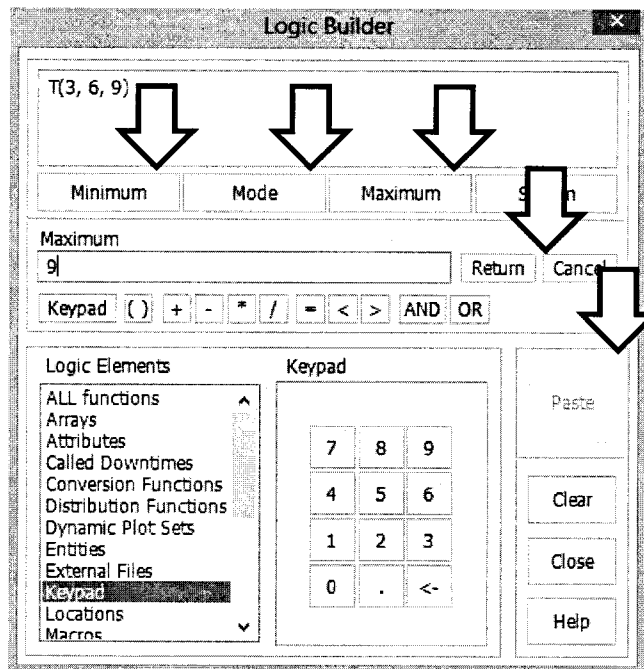 Logic Builder
T(3, 6, 9)
Minimum Mode Maximum
Maximum
9
Return Cancel
Keypad ( ) + - * / = < > AND OR
Logic Elements Keypad
ALL functions
Arrays
Attributes
Called Downtimes
Conversion Functions
Distribution Functions
Dynamic Plot Sets
Entities
External Files
Keypad
Locations
Macros
7 8 9
4 5 6
1 2 3
0 . <-
Paste
Clear
Close
Help